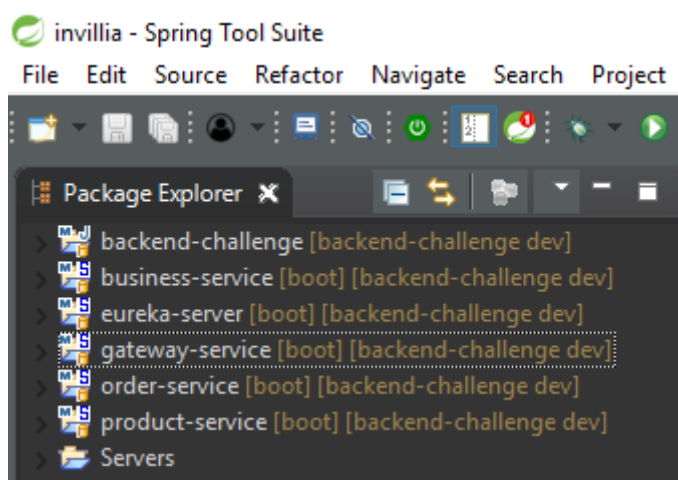 invillia - Spring Tool Suite
File Edit Source Refactor Navigate Search Project
Package Explorer
backend-challenge [backend-challenge dev]
business-service [boot] [backend-challenge dev]
eureka-server [boot] [backend-challenge dev]
gateway-service [boot] [backend-challenge dev]
order-service [boot] [backend-challenge dev]
product-service [boot] [backend-challenge dev]
Servers